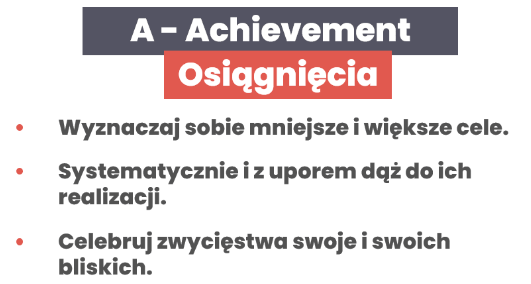 A - Achievement
Osiągnięcia
• Wyznaczaj sobie mniejsze i większe cele.
• Systematycznie i z uporem dąż do ich
realizacji.
• Celebruj zwycięstwa swoje i swoich
bliskich.